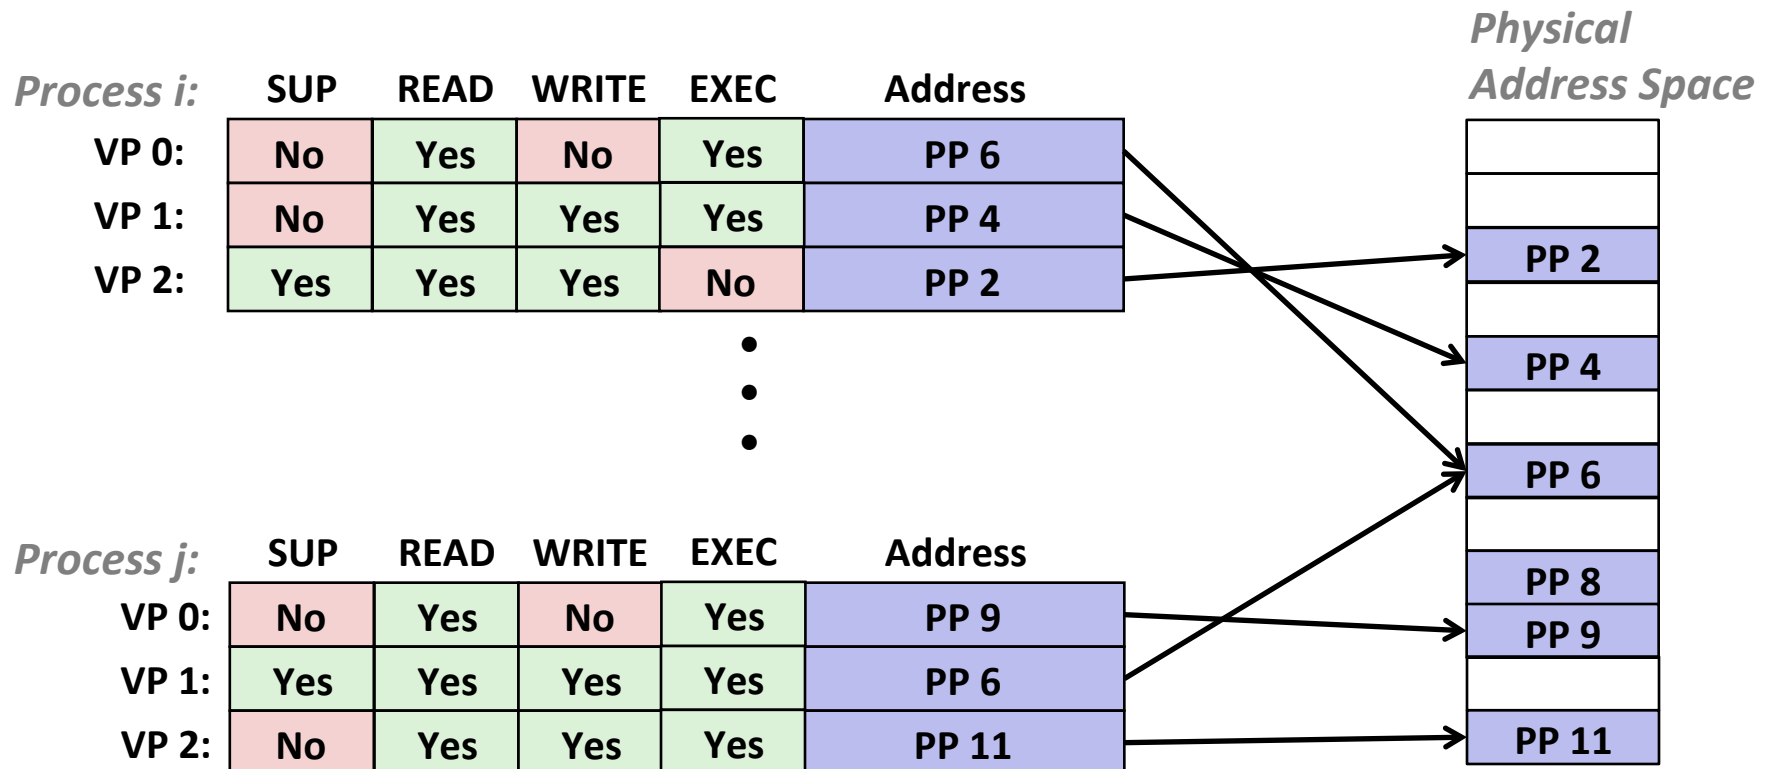 Physical
Address Space
Process i: SUP READ WRITE EXEC Address
VP 0: No Yes No Yes PP 6
VP 1: No Yes Yes Yes PP 4
VP 2: Yes Yes Yes No PP 2
PP 2
PP 4
PP 6
Process j: SUP READ WRITE EXEC Address
VP 0: No Yes No Yes PP 9
VP 1: Yes Yes Yes Yes PP 6
VP 2: No Yes Yes Yes PP 11
PP 8
PP 9
PP 11